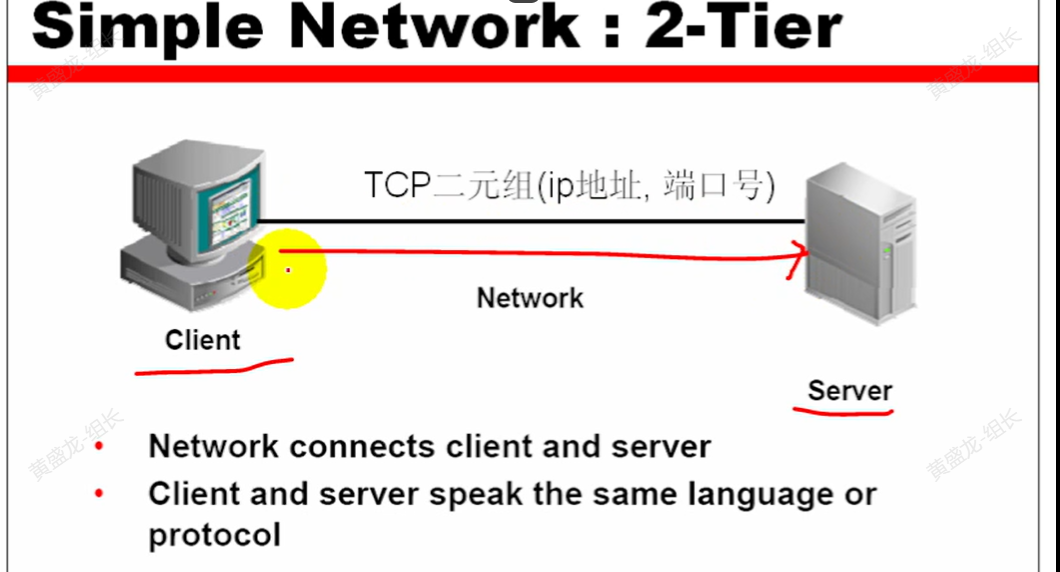 Simple Network : 2-Tier
黄盛龙-组长
黄盛龙-组长
TCP二元组(ip地址, 端口号)
Network
Client
Server
黄盛龙-组长
黄盛龙-组长
• Network connects client and server
• Client and server speak the same language or
protocol